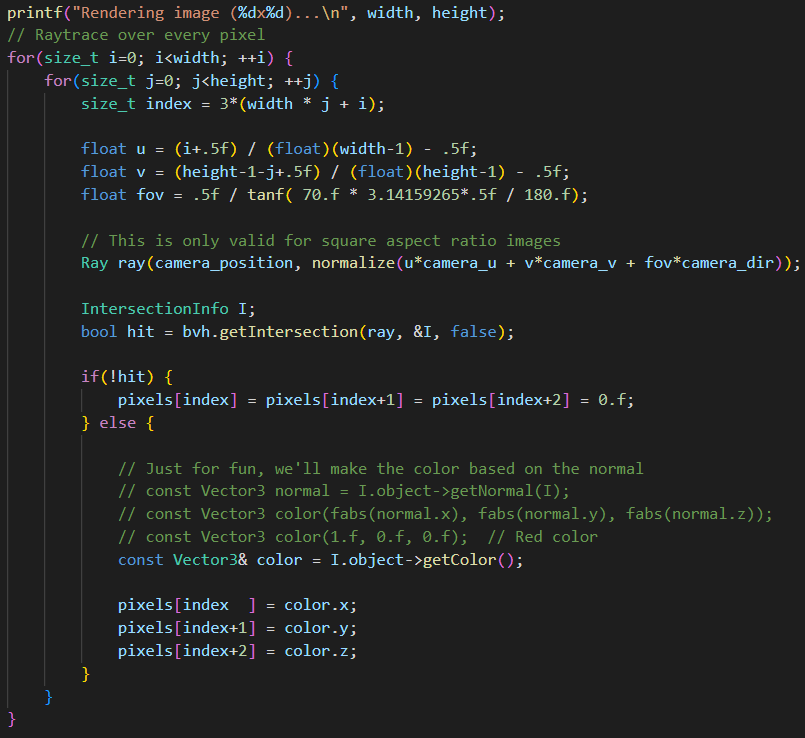 printf("Rendering image (%dx%d)...\n", width, height);
// Raytrace over every pixel
for(size_t i=0; i<width; ++i) {
    for(size_t j=0; j<height; ++j) {
        size_t index = 3*(width * j + i);

        float u = (i+.5f) / (float)(width-1) - .5f;
        float v = (height-1-j+.5f) / (float)(height-1) - .5f;
        float fov = .5f / tanf( 70.f * 3.14159265*.5f / 180.f);

        // This is only valid for square aspect ratio images
        Ray ray(camera_position, normalize(u*camera_u + v*camera_v + fov*camera_dir));

        IntersectionInfo I;
        bool hit = bvh.getIntersection(ray, &I, false);

        if(!hit) {
            pixels[index] = pixels[index+1] = pixels[index+2] = 0.f;
        } else {

            // Just for fun, we'll make the color based on the normal
            // const Vector3 normal = I.object->getNormal(I);
            // const Vector3 color(fabs(normal.x), fabs(normal.y), fabs(normal.z));
            // const Vector3 color(1.f, 0.f, 0.f);  // Red color
            const Vector3& color = I.object->getColor();

            pixels[index  ] = color.x;
            pixels[index+1] = color.y;
            pixels[index+2] = color.z;
        }
    }
}